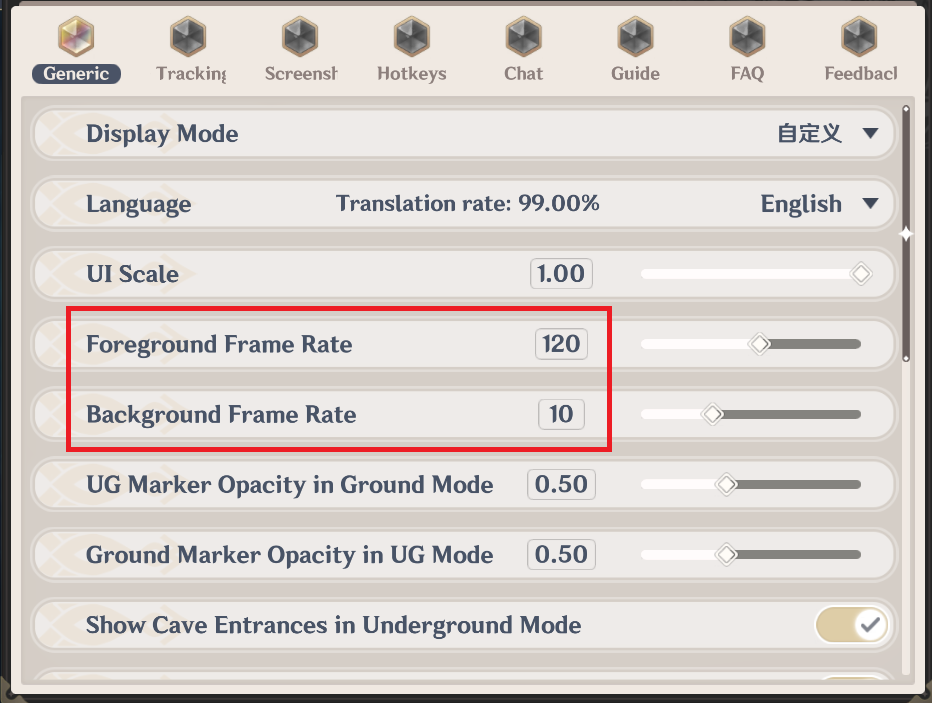 Generic
Tracking
Screensh
Hotkeys
Chat
Guide
FAQ
Feedbacl
Display Mode 自定义
Language Translation rate: 99.00% English
UI Scale 1.00
Foreground Frame Rate 120
Background Frame Rate 10
UG Marker Opacity in Ground Mode 0.50
Ground Marker Opacity in UG Mode 0.50
Show Cave Entrances in Underground Mode